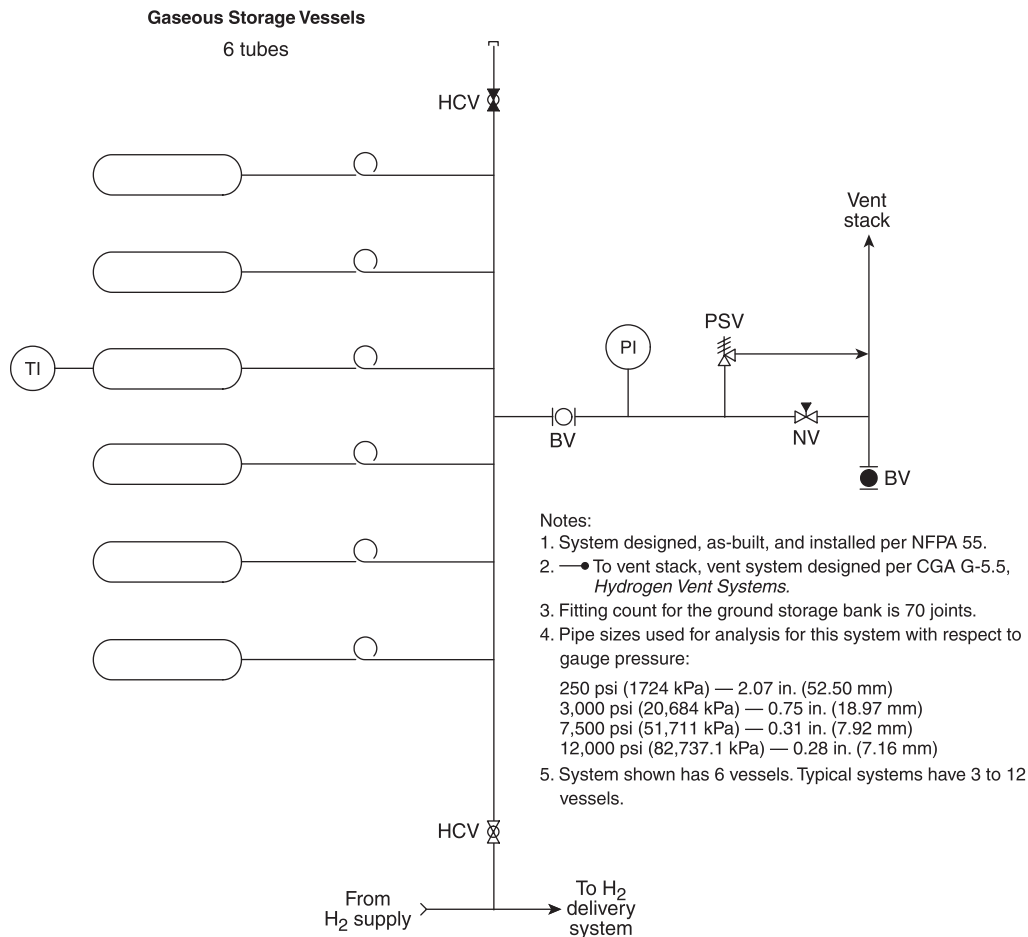 Gaseous Storage Vessels
6 tubes
HCV
Vent
stack
PSV
PI
TI
BV
NV
BV
Notes:
1. System designed, as-built, and installed per NFPA 55.
2. To vent stack, vent system designed per CGA G-5.5,
Hydrogen Vent Systems.
3. Fitting count for the ground storage bank is 70 joints.
4. Pipe sizes used for analysis for this system with respect to
gauge pressure:
250 psi (1724 kPa) — 2.07 in. (52.50 mm)
3,000 psi (20,684 kPa) — 0.75 in. (18.97 mm)
7,500 psi (51,711 kPa) — 0.31 in. (7.92 mm)
12,000 psi (82,737.1 kPa) — 0.28 in. (7.16 mm)
5. System shown has 6 vessels. Typical systems have 3 to 12
vessels.
HCV
From
H2 supply
To H2
delivery
system